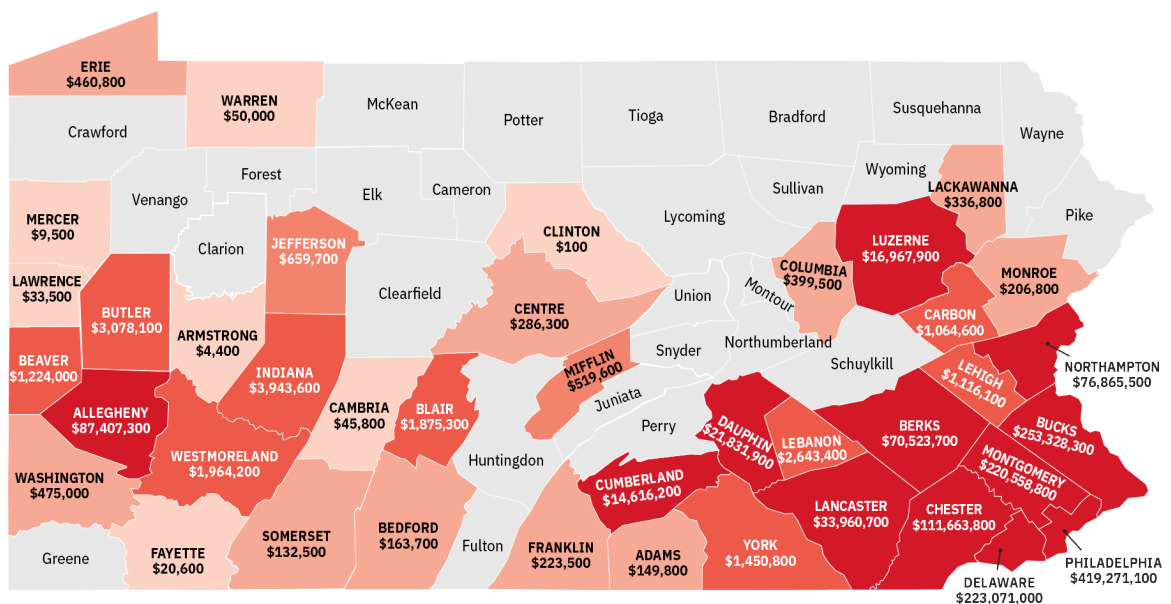 ERIE
$460,800
WARREN
$50,000
McKean
Potter
Tioga
Bradford
Susquehanna
Wayne
Crawford
Forest
Venango
Elk
Cameron
Sullivan
Wyoming
LACKAWANNA
$336,800
Pike
MERCER
$9,500
Clarion
JEFFERSON
$659,700
CLINTON
$100
Lycoming
LUZERNE
$16,967,900
LAWRENCE
$33,500
BUTLER
$3,078,100
Clearfield
CENTRE
$286,300
Union
Montour
COLUMBIA
$399,500
MONROE
$206,800
CARBON
$1,064,600
ARMSTRONG
$4,400
Northumberland
Snyder
Schuylkill
BEAVER
$1,224,000
INDIANA
$3,943,600
MIFFLIN
$519,600
LEHIGH
$1,116,100
NORTHAMPTON
$76,865,500
ALLEGHENY
$87,407,300
CAMBRIA
$45,800
BLAIR
$1,875,300
Juniata
Perry
DAUPHIN
$21,831,900
LEBANON
$2,643,400
BERKS
$70,523,700
BUCKS
$253,328,300
WESTMORELAND
$1,964,200
Huntingdon
MONTGOMERY
$220,558,800
WASHINGTON
$475,000
CUMBERLAND
$14,616,200
LANCASTER
$33,960,700
CHESTER
$111,663,800
Greene
FAYETTE
$20,600
SOMERSET
$132,500
BEDFORD
$163,700
Fulton
FRANKLIN
$223,500
ADAMS
$149,800
YORK
$1,450,800
PHILADELPHIA
$419,271,100
DELAWARE
$223,071,000